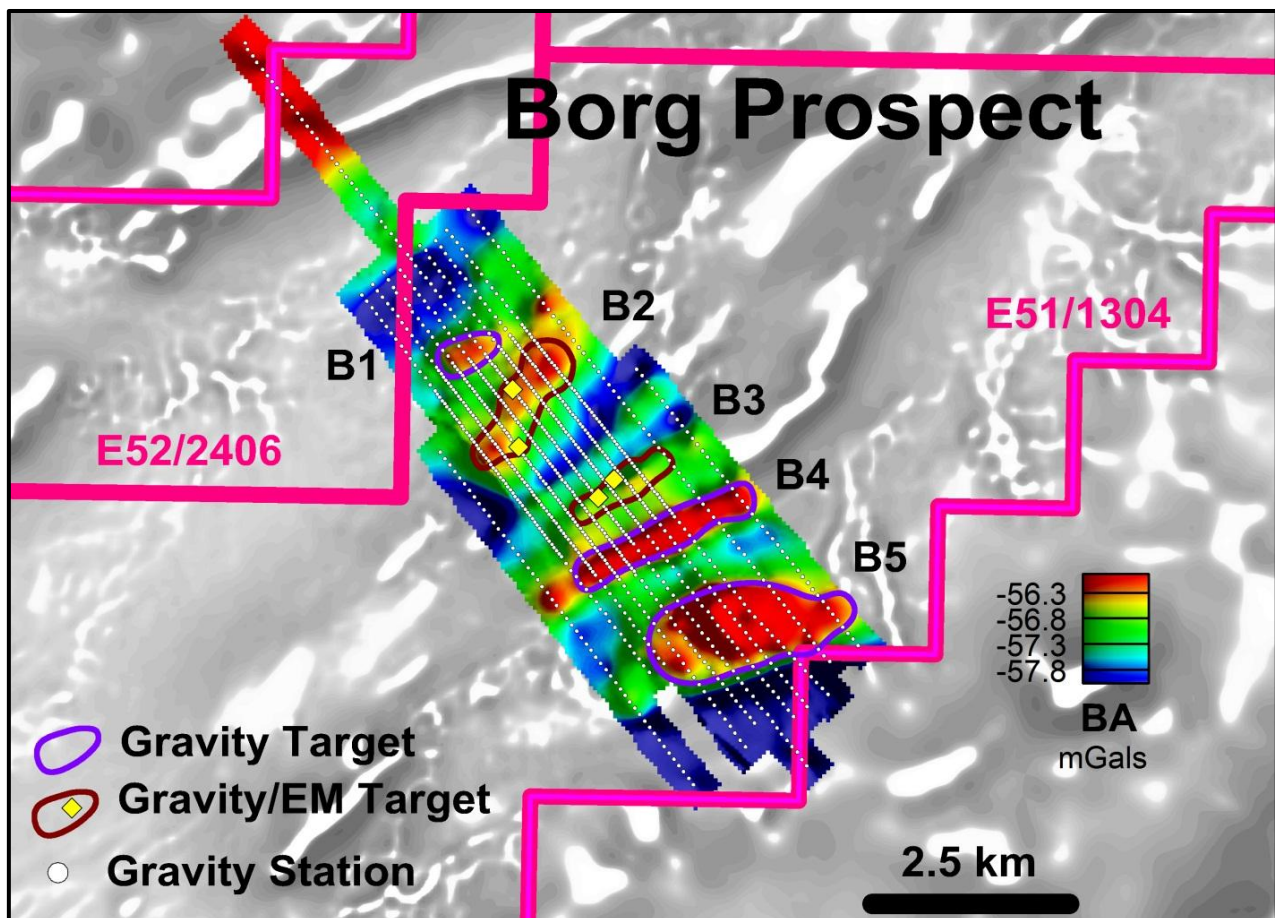 Borg Prospect
B2
E51/1304
B1
B3
E52/2406
B4
B5
-56.3
-56.8
-57.3
-57.8
BA
mGals
Gravity Target
Gravity/EM Target
Gravity Station
2.5 km